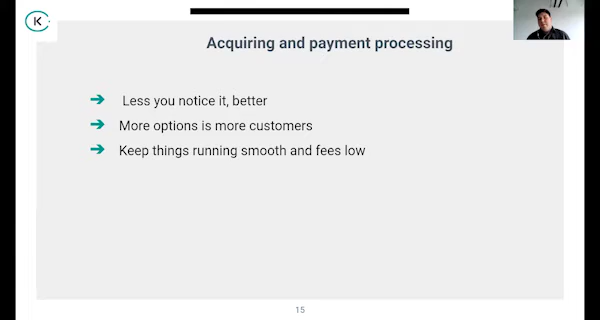 K
Acquiring and payment processing
➔ Less you notice it, better
➔ More options is more customers
➔ Keep things running smooth and fees low
15